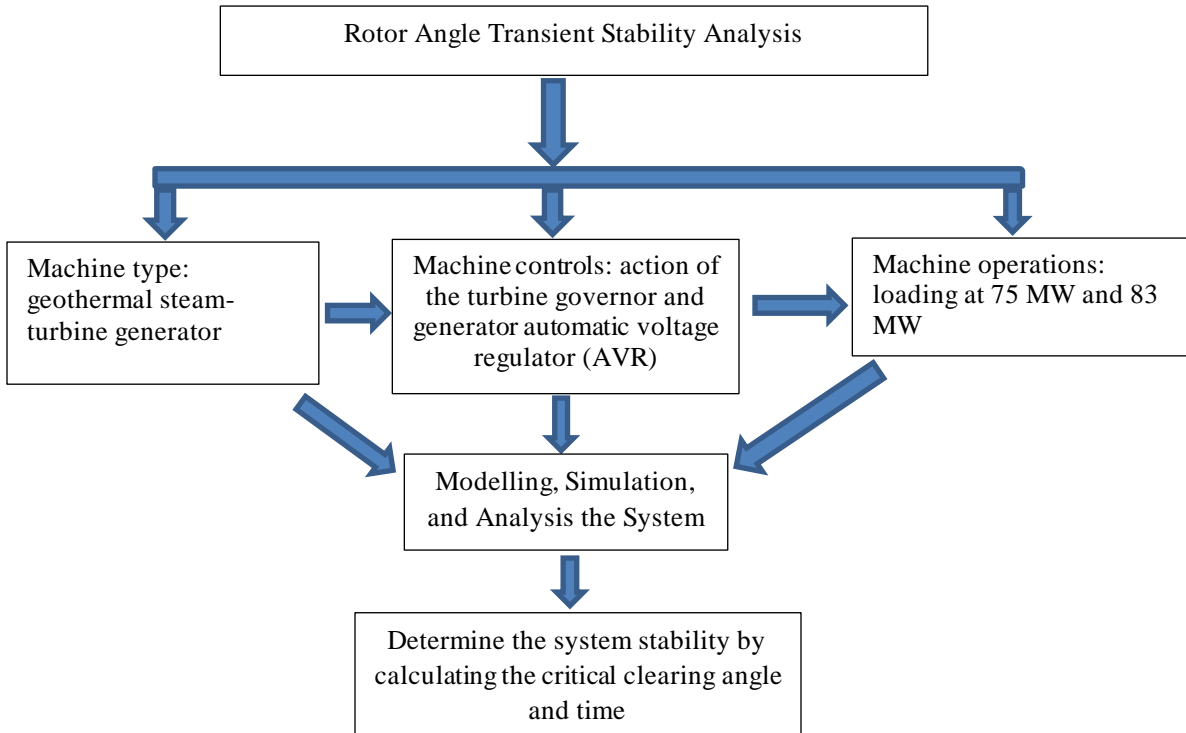 Rotor Angle Transient Stability Analysis
Machine type:
geothermal steam-
turbine generator
Machine controls: action of
the turbine governor and
generator automatic voltage
regulator (AVR)
Machine operations:
loading at 75 MW and 83
MW
Modelling, Simulation,
and Analysis the System
Determine the system stability by
calculating the critical clearing angle
and time